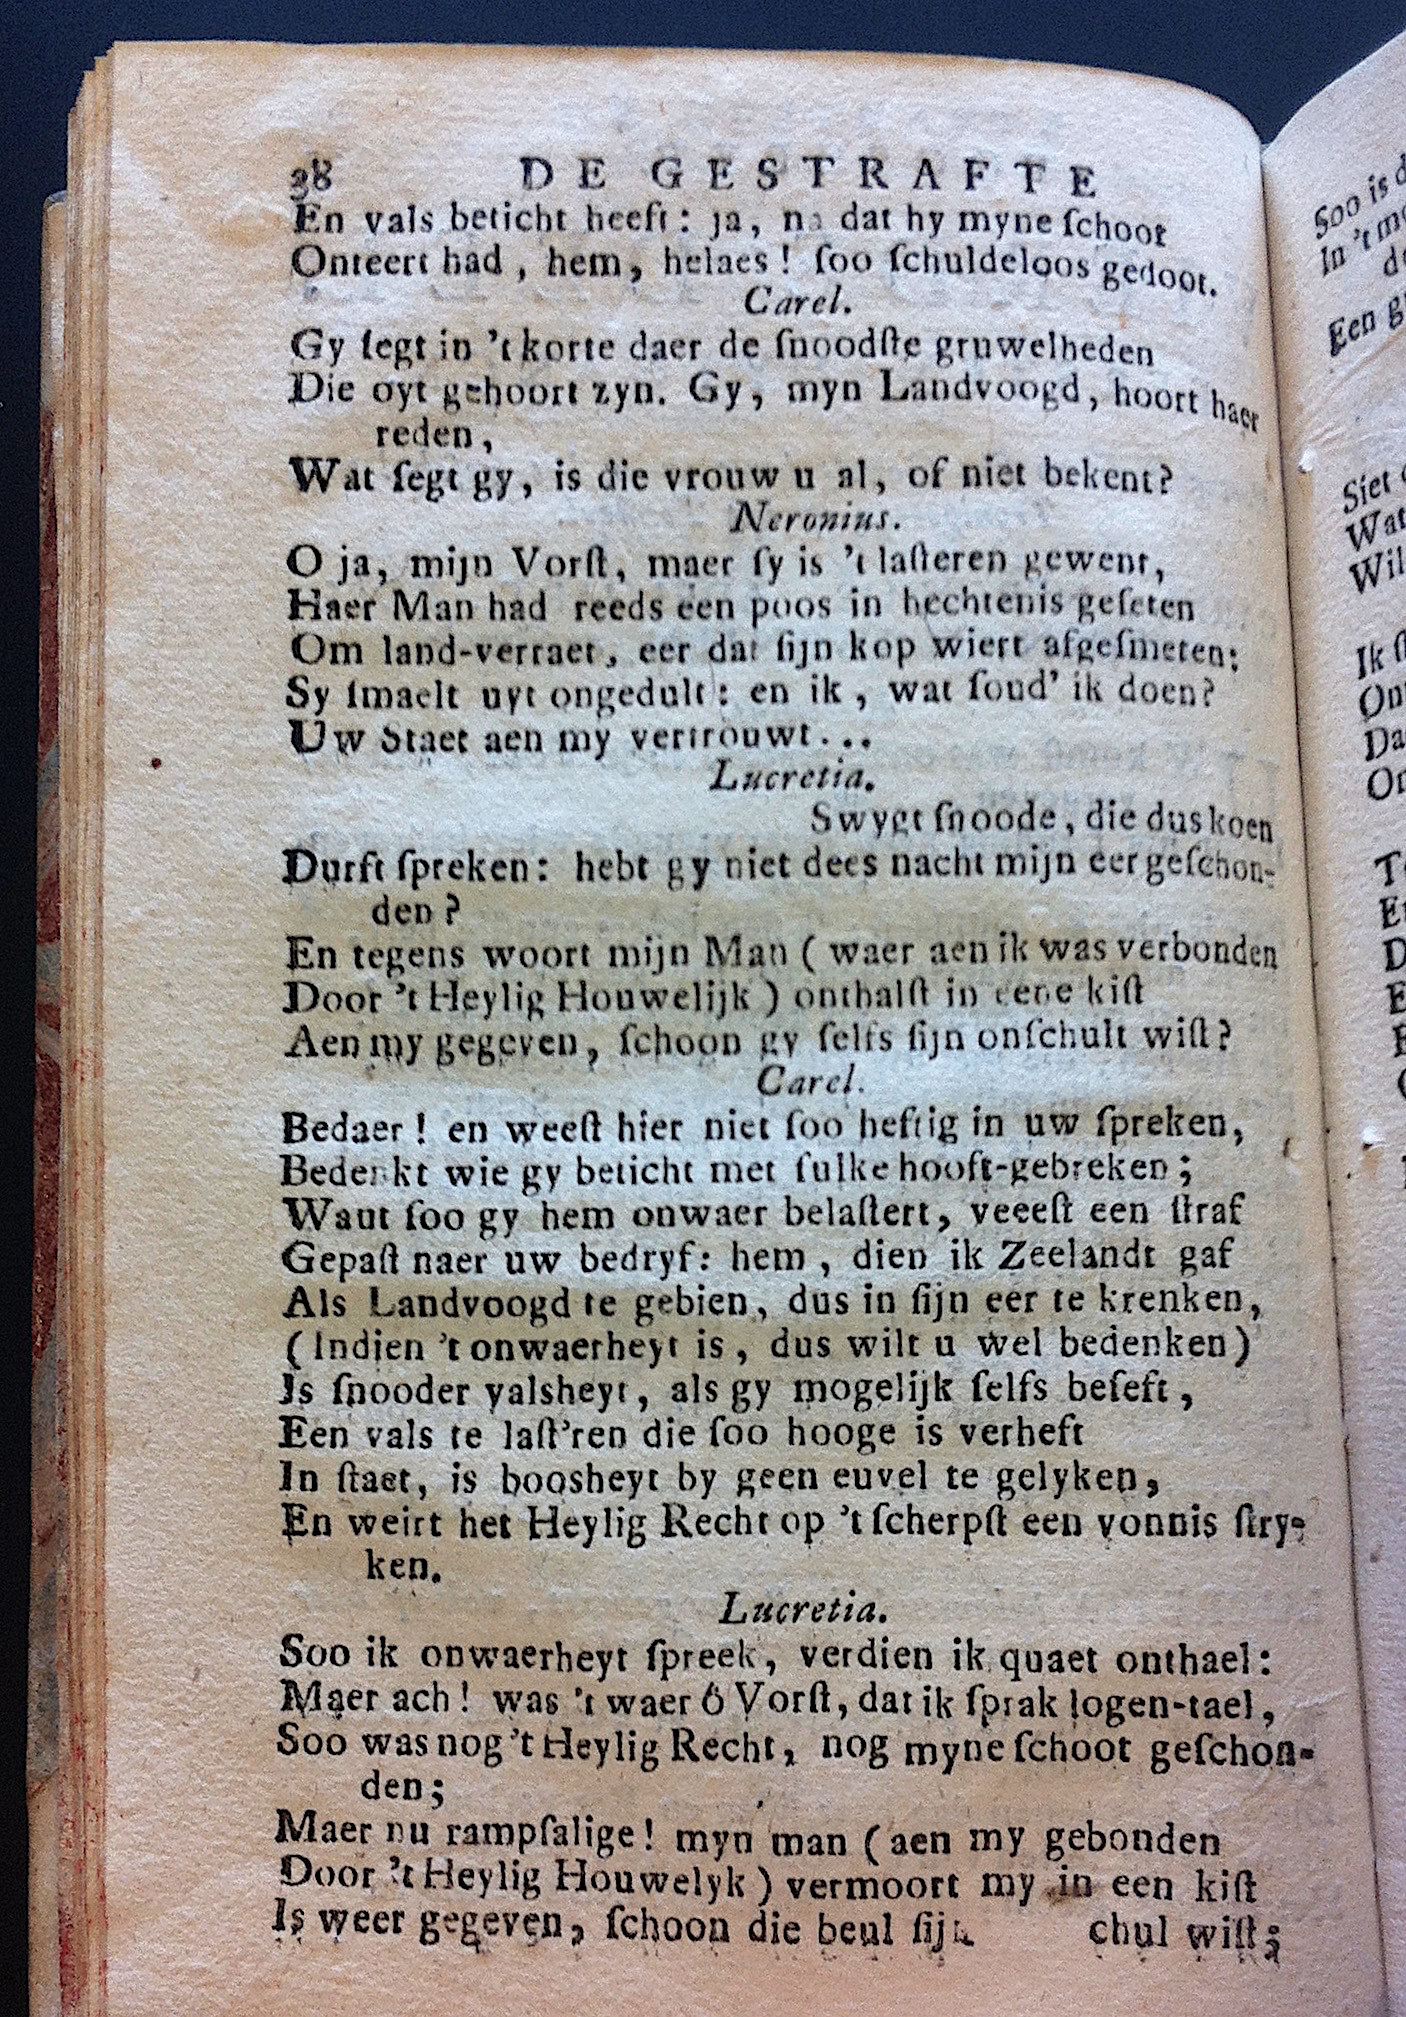 38 DE GESTRAFTE
En vals beticht heeft: ja, na dat hy myne ſchoot
Onteert had, hem, helaes! ſoo ſchuldeloos gedoot.
Carel.
Gy ſegt in 't korte daer de ſnoodſte gruwelheden
Die oyt gehoort zyn. Gy, myn Landvoogd, hoort haer
reden,
Wat ſegt gy, is die vrouw u al, of niet bekent?
Neronius.
O ja, mijn Vorſt, maer ſy is 't laſteren gewent,
Haer Man had reeds een poos in hechtenis geſeten
Om land-verraet, eer dat ſijn kop wiert afgeſmeten;
Sy ſmaelt uyt ongedult: en ik, wat ſoud' ik doen?
Uw Staet aen my vertrouwt...
Lucretia.
Swygt ſnoode, die dus koen
Durft ſpreken: hebt gy niet dees nacht mijn eer geſchon-
den?
En tegens woort mijn Man (waer aen ik was verbonden
Door 't Heylig Houwelijk) onthalſt in eene kiſt
Aen my gegeven, ſchoon gy ſelfs ſijn onſchult wiſt?
Carel.
Bedaer! en weeſt hier niet ſoo heftig in uw ſpreken,
Bedenkt wie gy beticht met ſulke hooft-gebreken;
Want ſoo gy hem onwaer belaſtert, veeeſt een ſtraf
Gepaſt naer uw bedryf: hem, dien ik Zeelandt gaf
Als Landvoogd te gebien, dus in ſijn eer te krenken,
(Indien 't onwaerheyt is, dus wilt u wel bedenken)
Is ſnooder valsheyt, als gy mogelijk ſelfs beſeft,
Een vals te laſt'ren die ſoo hooge is verheft
In ſtaet, is boosheyt by geen euvel te gelyken,
En weirt het Heylig Recht op 't ſcherpſt een vonnis ſtry-
ken.
Lucretia.
Soo ik onwaerheyt ſpreek, verdien ik quaet onthael:
Maer ach! was 't waer ô Vorſt, dat ik ſprak logen-tael,
Soo was nog 't Heylig Recht, nog myne ſchoot geſchon-
den;
Maer nu rampſalige! myn man (aen my gebonden
Door 't Heylig Houwelyk) vermoort my in een kiſt
Is weer gegeven, ſchoon die beul ſijn chul wiſt;
Soo is
In 't
Een
Siet
Wat
Wil
Ik